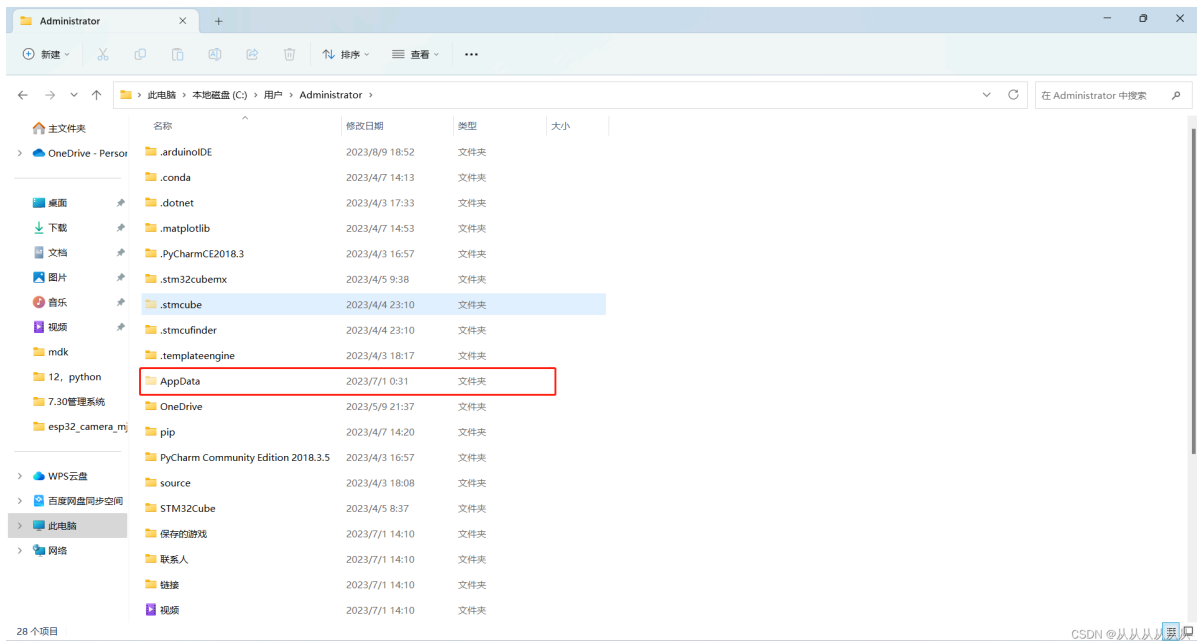 Administrator
新建 排序 查看
此电脑 本地磁盘 (C:) 用户 Administrator 在 Administrator 中搜索
主文件夹
OneDrive - Person
桌面
下载
文档
图片
音乐
视频
mdk
12，python
7.30管理系统
esp32_camera_mj
WPS云盘
百度网盘同步空间
此电脑
网络
名称 修改日期 类型 大小
.arduinoIDE 2023/8/9 18:52 文件夹
.conda 2023/4/7 14:13 文件夹
.dotnet 2023/4/3 17:33 文件夹
.matplotlib 2023/4/7 14:53 文件夹
.PyCharmCE2018.3 2023/4/3 16:57 文件夹
.stm32cubemx 2023/4/5 9:38 文件夹
.stmcube 2023/4/4 23:10 文件夹
.stmcufinder 2023/4/4 23:10 文件夹
.templateengine 2023/4/3 18:17 文件夹
AppData 2023/7/1 0:31 文件夹
OneDrive 2023/5/9 21:37 文件夹
pip 2023/4/7 14:20 文件夹
PyCharm Community Edition 2018.3.5 2023/4/3 16:57 文件夹
source 2023/4/3 18:08 文件夹
STM32Cube 2023/4/5 8:37 文件夹
保存的游戏 2023/7/1 14:10 文件夹
联系人 2023/7/1 14:10 文件夹
链接 2023/7/1 14:10 文件夹
视频 2023/7/1 14:10 文件夹
28 个项目
CSDN @从从从从